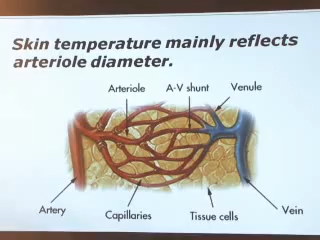 Skin temperature mainly reflects
arteriole diameter.
Arteriole
A-V shunt
Venule
Artery
Capillaries
Tissue cells
Vein